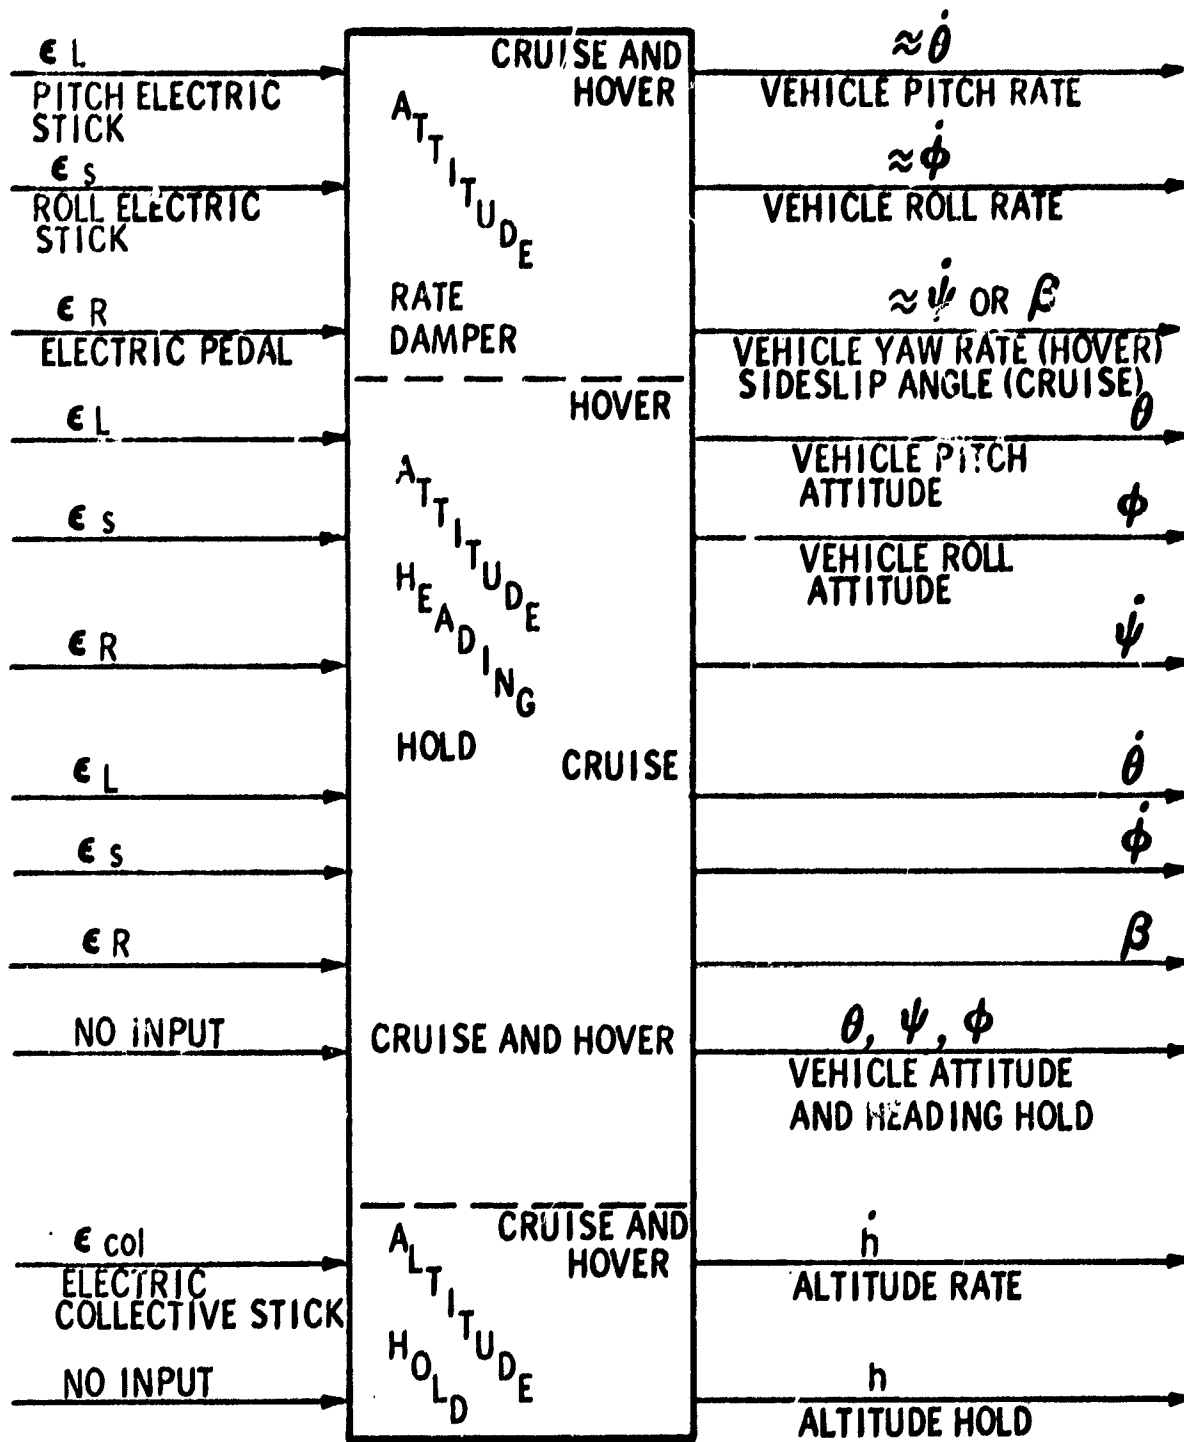 ϵ L
PITCH ELECTRIC
STICK
ϵ s
ROLL ELECTRIC
STICK
ϵ R
ELECTRIC PEDAL
ϵ L
ϵ s
ϵ R
ϵ L
ϵ s
ϵ R
NO INPUT
ϵ col
ELECTRIC
COLLECTIVE STICK
NO INPUT
CRUISE AND
HOVER
ATTITUDE
RATE
DAMPER
HOVER
ATTITUDE
HEADING
HOLD
CRUISE
CRUISE AND HOVER
CRUISE AND
HOVER
ALTITUDE
HOLD
≈ θ̇
VEHICLE PITCH RATE
≈ ϕ̇
VEHICLE ROLL RATE
≈ ψ̇ OR β
VEHICLE YAW RATE (HOVER)
SIDESLIP ANGLE (CRUISE)
θ
VEHICLE PITCH
ATTITUDE
ϕ
VEHICLE ROLL
ATTITUDE
ψ̇
θ̇
ϕ̇
β
θ, ψ, ϕ
VEHICLE ATTITUDE
AND HEADING HOLD
ḣ
ALTITUDE RATE
h
ALTITUDE HOLD